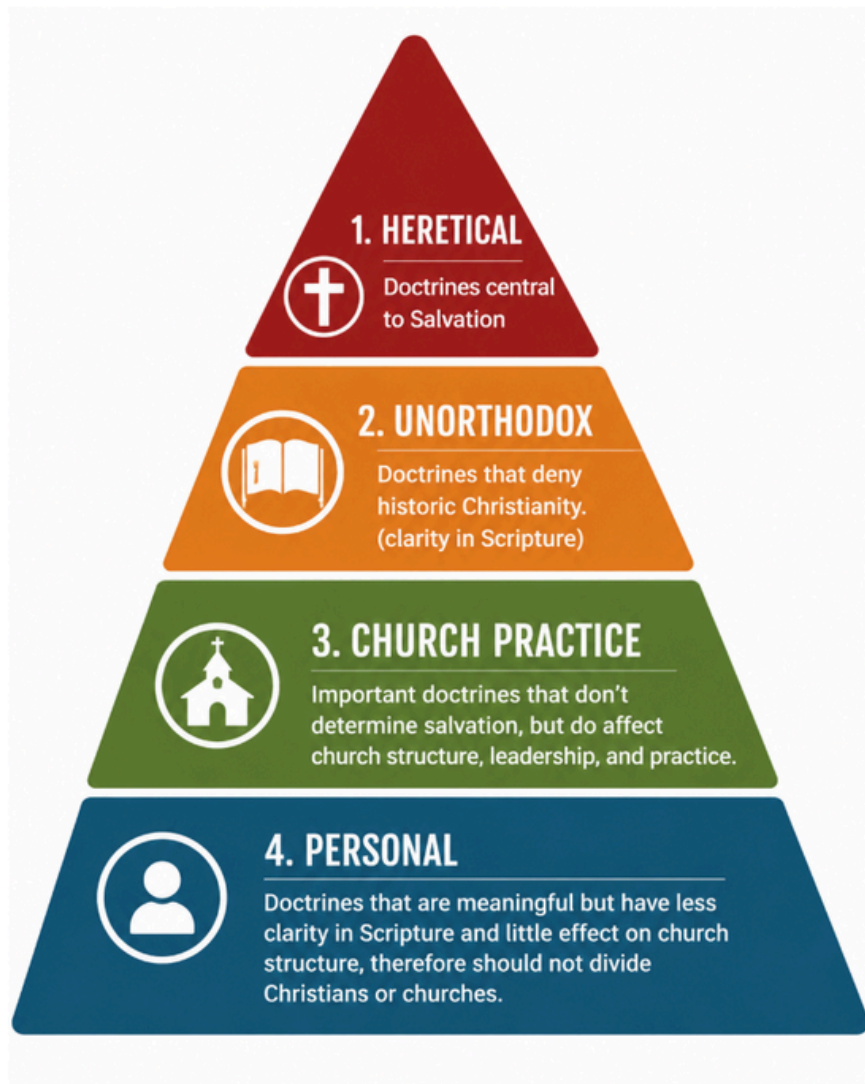 1. HERETICAL
Doctrines central
to Salvation
2. UNORTHODOX
Doctrines that deny
historic Christianity.
(clarity in Scripture)
3. CHURCH PRACTICE
Important doctrines that don’t
determine salvation, but do affect
church structure, leadership, and practice.
4. PERSONAL
Doctrines that are meaningful but have less
clarity in Scripture and little effect on church
structure, therefore should not divide
Christians or churches.